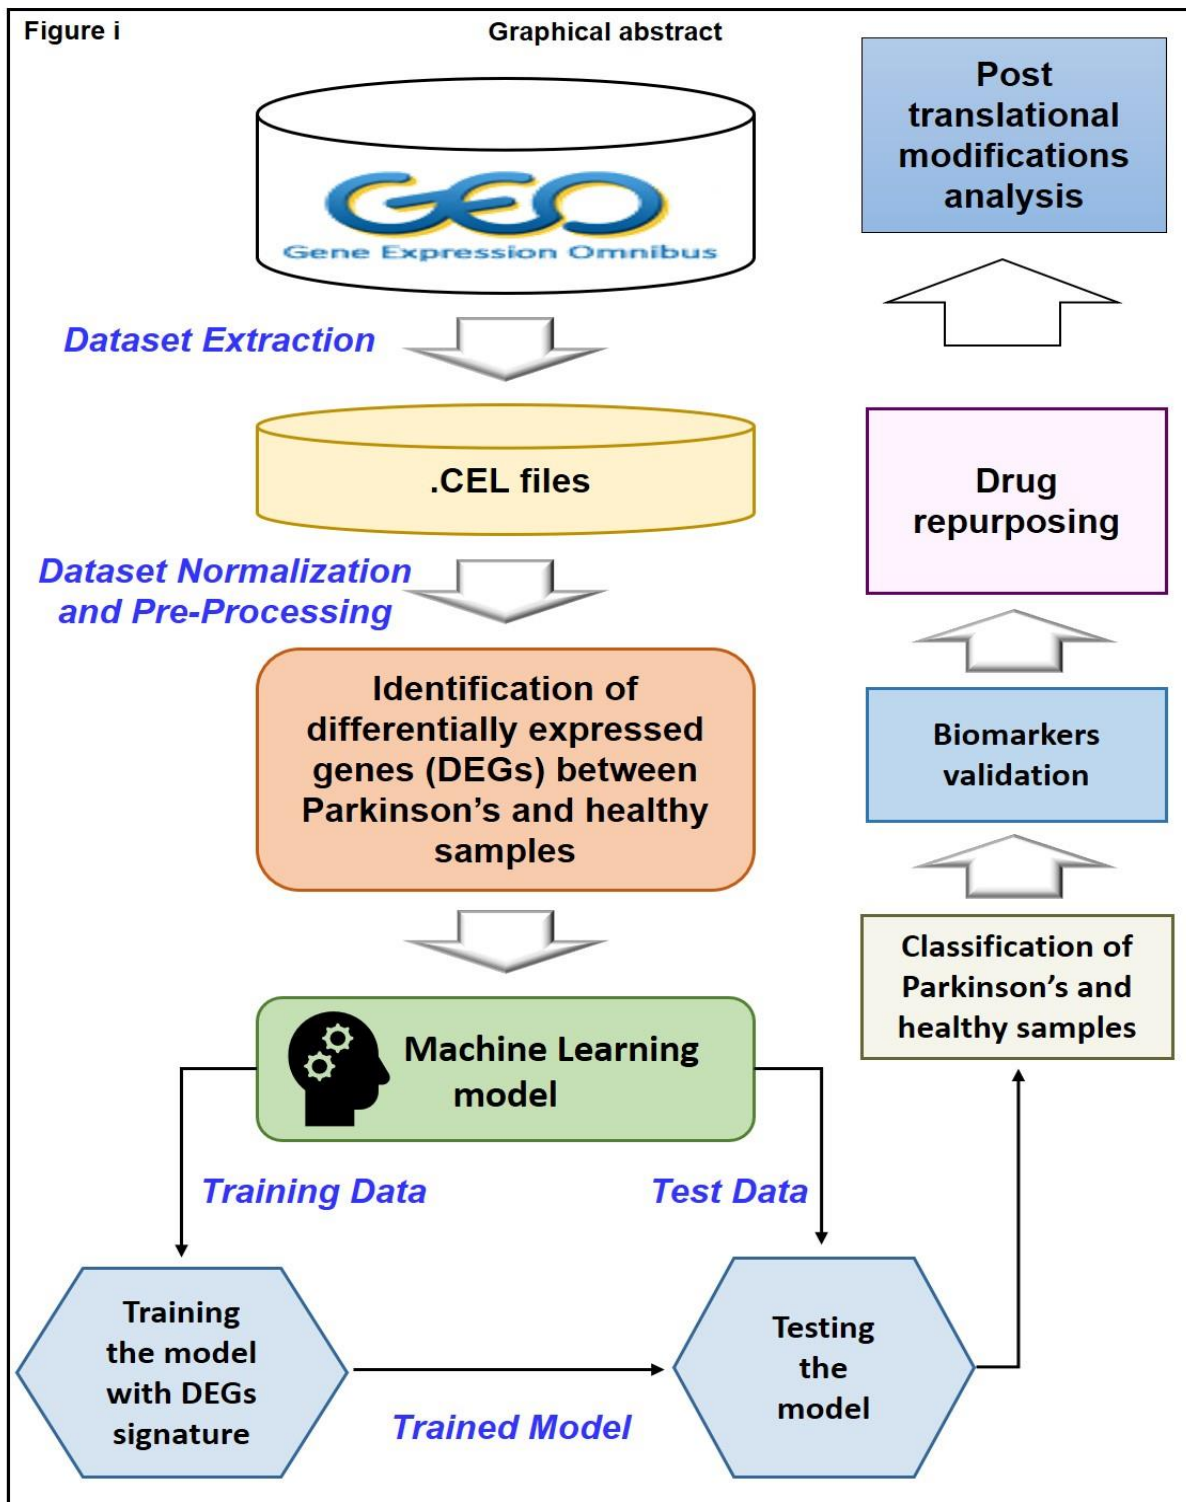 Figure i
Graphical abstract
GEO
Gene Expression Omnibus
Dataset Extraction
.CEL files
Dataset Normalization
and Pre-Processing
Identification of
differentially expressed
genes (DEGs) between
Parkinson’s and healthy
samples
Machine Learning
model
Training Data
Test Data
Training
the model
with DEGs
signature
Trained Model
Testing
the
model
Classification of
Parkinson’s and
healthy samples
Biomarkers
validation
Drug
repurposing
Post
translational
modifications
analysis